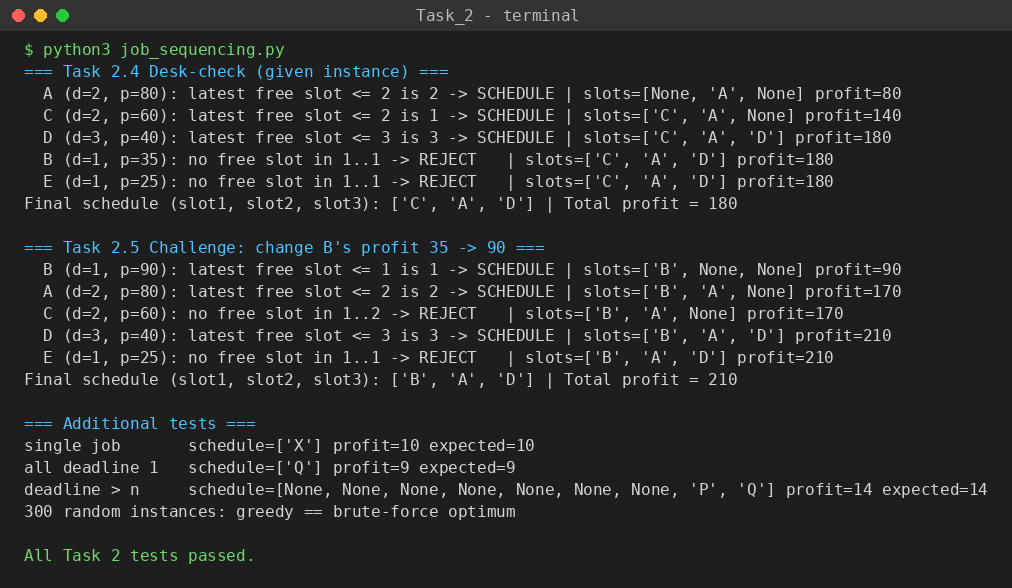 Task_2 - terminal
$ python3 job_sequencing.py
=== Task 2.4 Desk-check (given instance) ===
  A (d=2, p=80): latest free slot <= 2 is 2 -> SCHEDULE | slots=[None, 'A', None] profit=80
  C (d=2, p=60): latest free slot <= 2 is 1 -> SCHEDULE | slots=['C', 'A', None] profit=140
  D (d=3, p=40): latest free slot <= 3 is 3 -> SCHEDULE | slots=['C', 'A', 'D'] profit=180
  B (d=1, p=35): no free slot in 1..1 -> REJECT   | slots=['C', 'A', 'D'] profit=180
  E (d=1, p=25): no free slot in 1..1 -> REJECT   | slots=['C', 'A', 'D'] profit=180
Final schedule (slot1, slot2, slot3): ['C', 'A', 'D'] | Total profit = 180

=== Task 2.5 Challenge: change B's profit 35 -> 90 ===
  B (d=1, p=90): latest free slot <= 1 is 1 -> SCHEDULE | slots=['B', None, None] profit=90
  A (d=2, p=80): latest free slot <= 2 is 2 -> SCHEDULE | slots=['B', 'A', None] profit=170
  C (d=2, p=60): no free slot in 1..2 -> REJECT   | slots=['B', 'A', None] profit=170
  D (d=3, p=40): latest free slot <= 3 is 3 -> SCHEDULE | slots=['B', 'A', 'D'] profit=210
  E (d=1, p=25): no free slot in 1..1 -> REJECT   | slots=['B', 'A', 'D'] profit=210
Final schedule (slot1, slot2, slot3): ['B', 'A', 'D'] | Total profit = 210

=== Additional tests ===
single job       schedule=['X'] profit=10 expected=10
all deadline 1   schedule=['Q'] profit=9 expected=9
deadline > n     schedule=[None, None, None, None, None, None, None, 'P', 'Q'] profit=14 expected=14
300 random instances: greedy == brute-force optimum

All Task 2 tests passed.